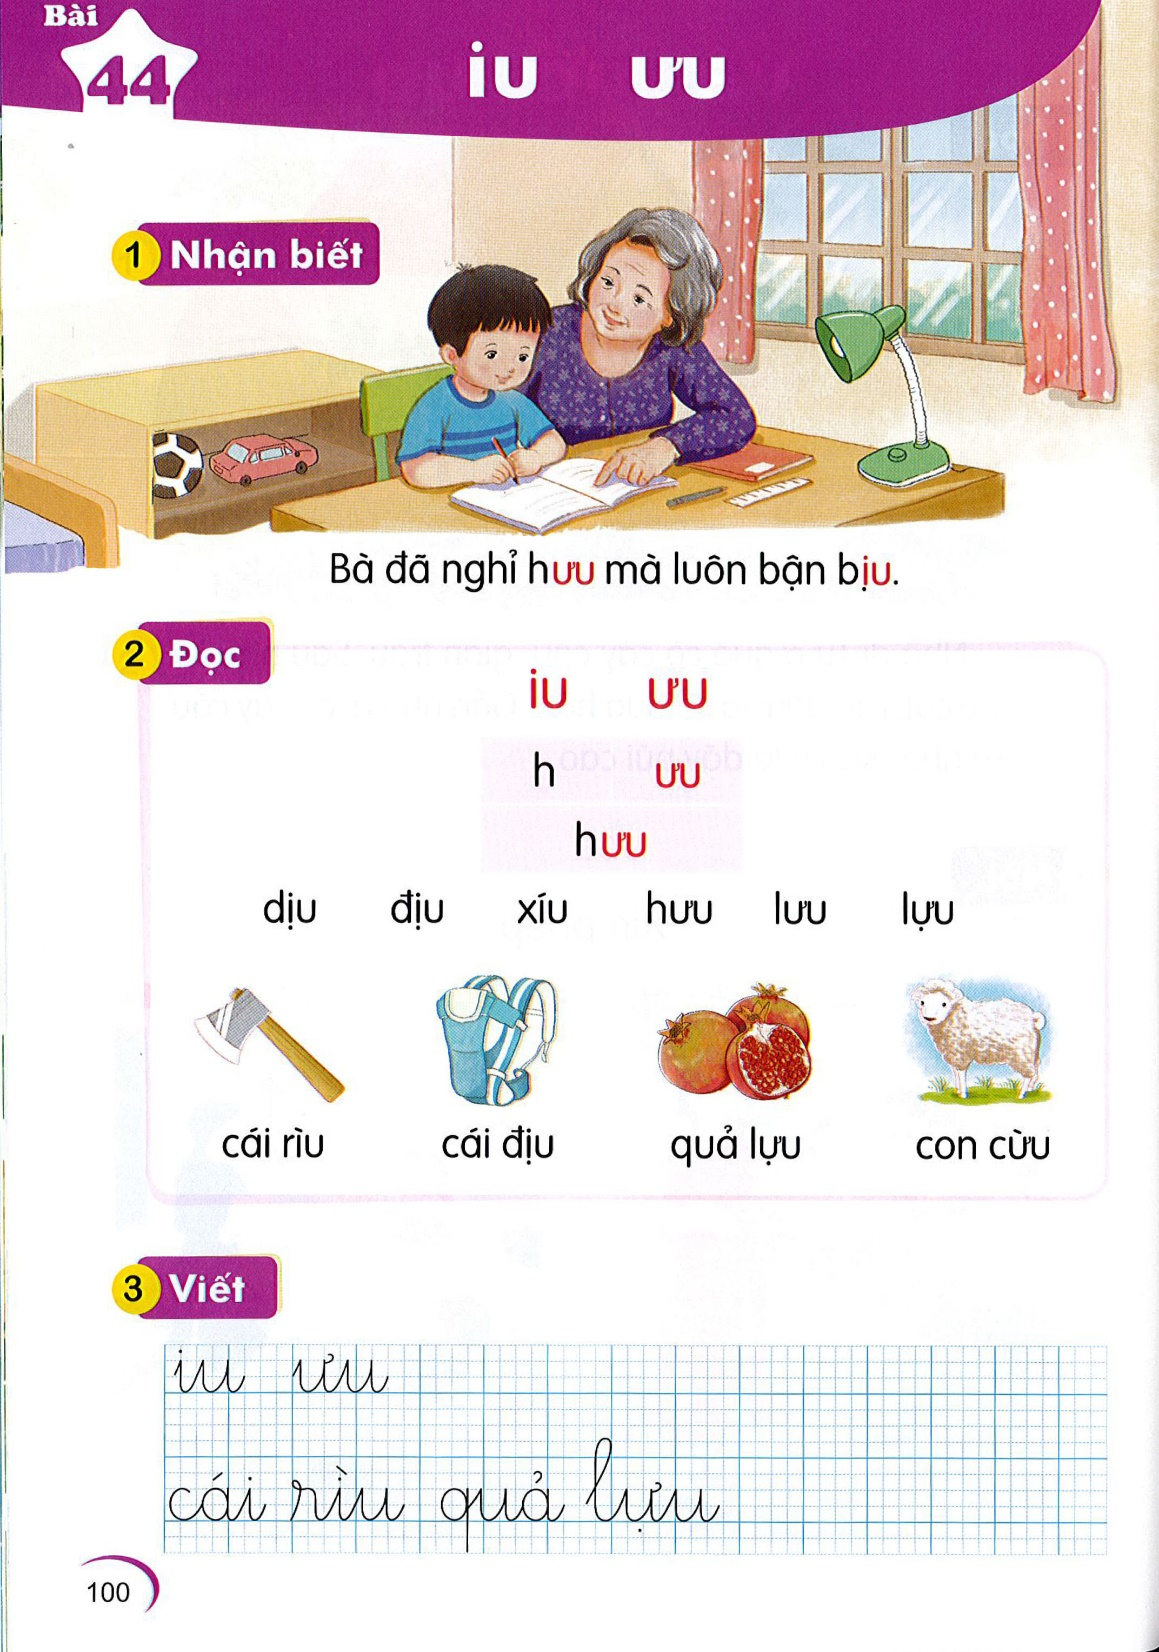 Bài
44
iu ưu
1 Nhận biết
Bà đã nghỉ hưu mà luôn bận bịu.
2 Đọc
iu ưu
h ưu
hưu
dịu địu xíu hưu lưu lựu
cái rìu cái địu quả lựu con cừu
3 Viết
iu ưu
cái rìu quả lựu
100